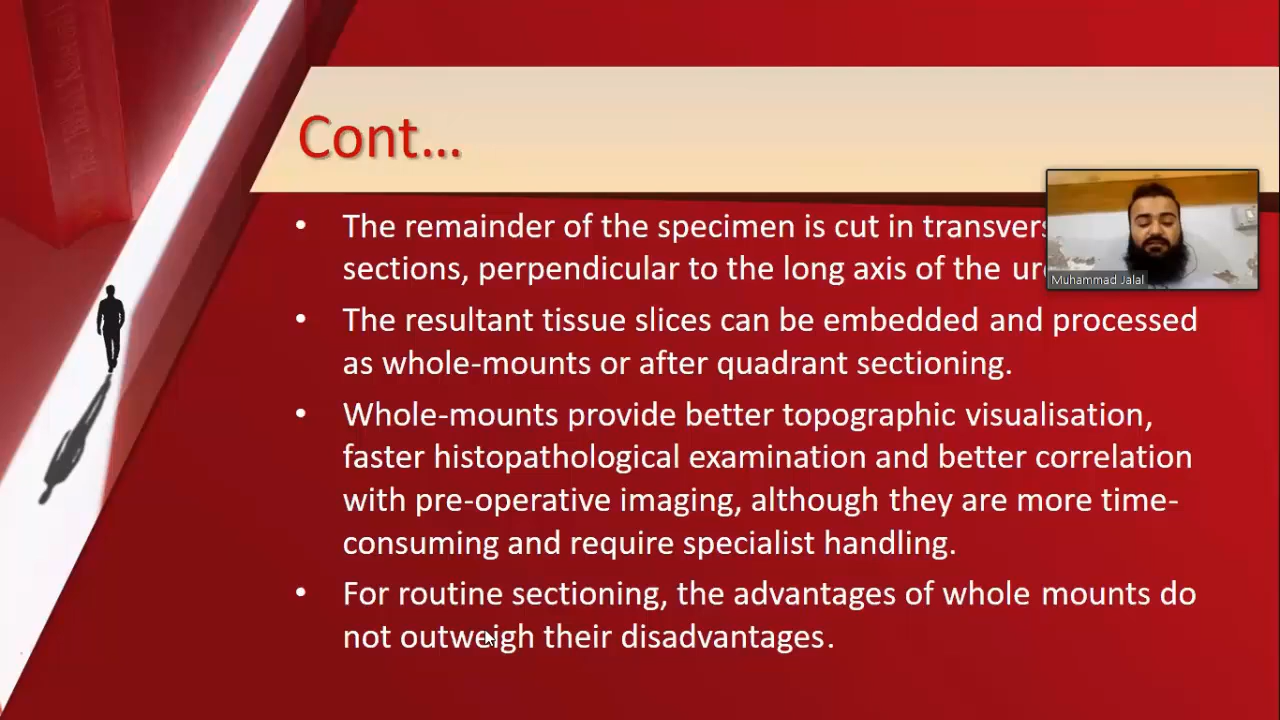 Cont...
• The remainder of the specimen is cut in
sections, perpendicular to the long axis of the
• The resultant tissue slices can be embedded and processed
as whole-mounts or after quadrant sectioning.
• Whole-mounts provide better topographic visualisation,
faster histopathological examination and better correlation
with pre-operative imaging, although they are more time-
consuming and require specialist handling.
• For routine sectioning, the advantages of whole mounts do
not outweigh their disadvantages.
Muhammad Jalal